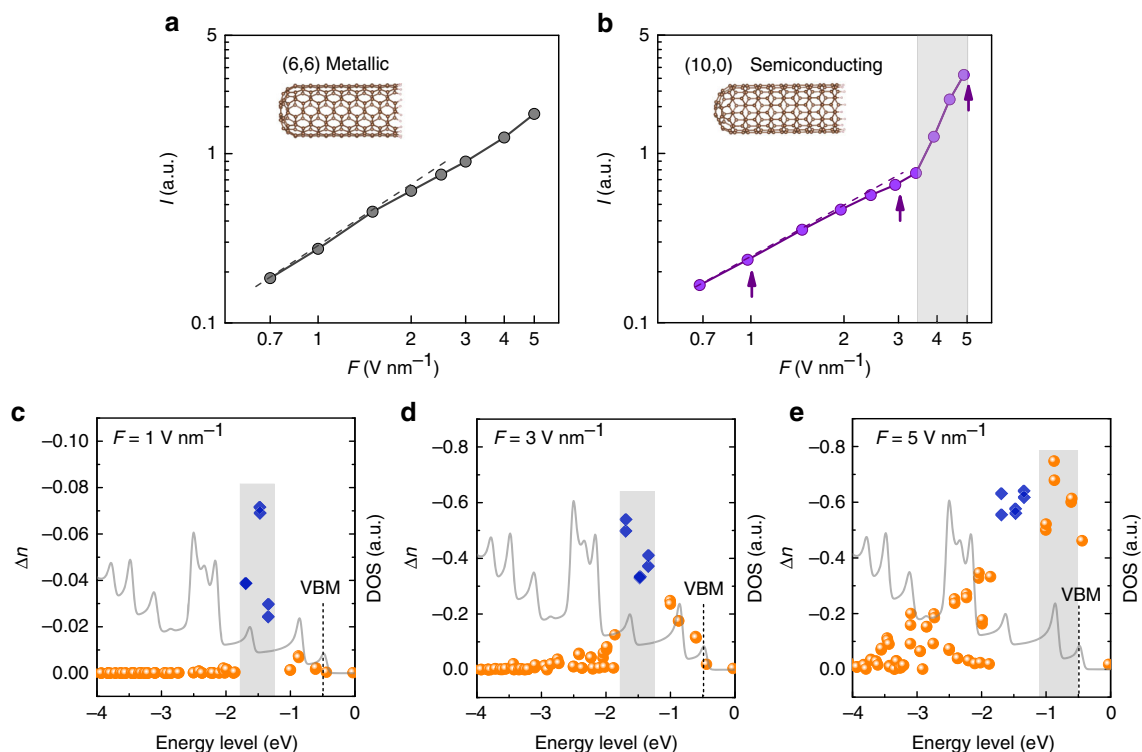 a
5
1
0.1
I (a.u.)
(6,6) Metallic
0.7 1 2 3 4 5
F (V nm⁻¹)
b
5
1
0.1
I (a.u.)
(10,0) Semiconducting
0.7 1 2 3 4 5
F (V nm⁻¹)
c
F = 1 V nm⁻¹
–0.10
–0.08
–0.06
–0.04
–0.02
0.00
Δn
VBM
DOS (a.u.)
–4 –3 –2 –1 0
Energy level (eV)
d
F = 3 V nm⁻¹
–0.8
–0.6
–0.4
–0.2
0.0
Δn
VBM
DOS (a.u.)
–4 –3 –2 –1 0
Energy level (eV)
e
F = 5 V nm⁻¹
–0.8
–0.6
–0.4
–0.2
0.0
Δn
VBM
DOS (a.u.)
–4 –3 –2 –1 0
Energy level (eV)